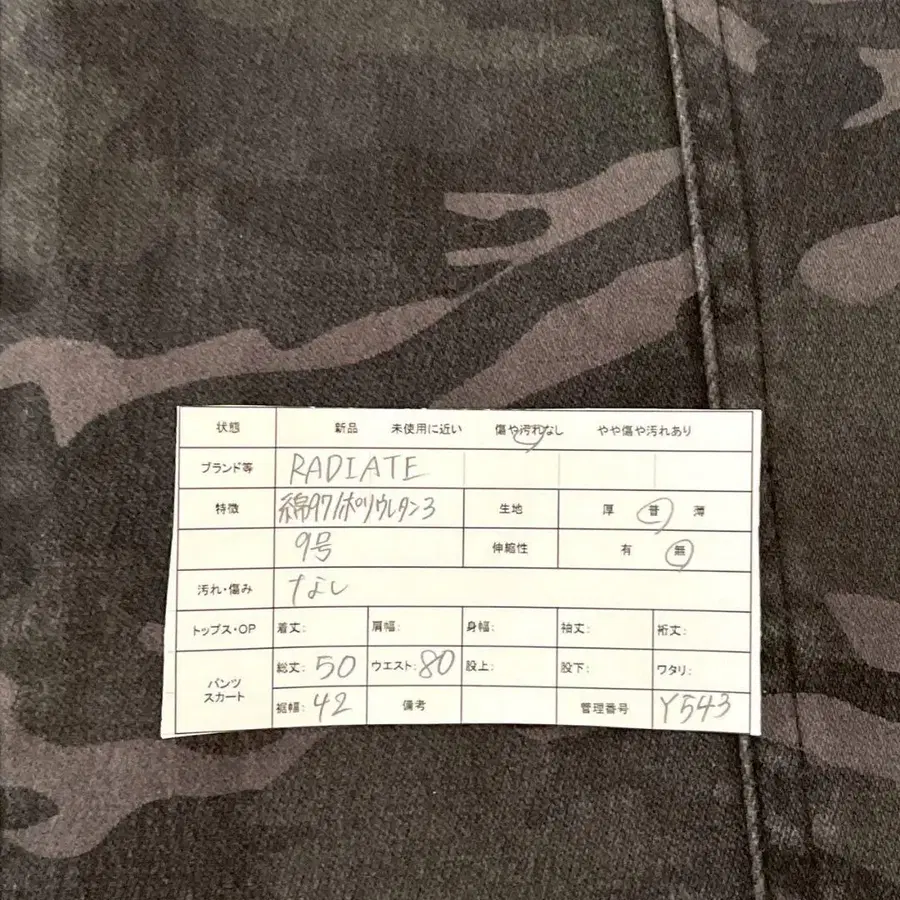 状態 新品 未使用に近い 傷や汚れなし やや傷や汚れあり
ブランド等 RADIATE
特徴 綿97/ポリウレタン3 生地 厚 普 薄
9号 伸縮性 有 無
汚れ・傷み なし
トップス・OP 着丈: 肩幅: 身幅: 袖丈: 裄丈:
パンツ スカート 総丈: 50 ウエスト: 80 股上: 股下: ワタリ:
裾幅: 42 備考 管理番号 Y543